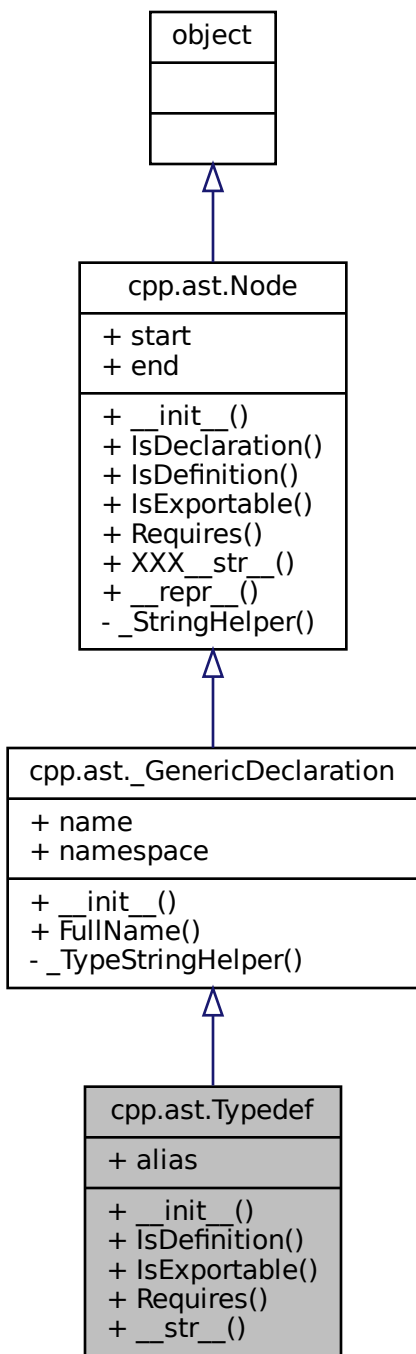 object
cpp.ast.Node
+ start
+ end
+ __init__()
+ IsDeclaration()
+ IsDefinition()
+ IsExportable()
+ Requires()
+ XXX__str__()
+ __repr__()
- _StringHelper()
cpp.ast._GenericDeclaration
+ name
+ namespace
+ __init__()
+ FullName()
- _TypeStringHelper()
cpp.ast.Typedef
+ alias
+ __init__()
+ IsDefinition()
+ IsExportable()
+ Requires()
+ __str__()